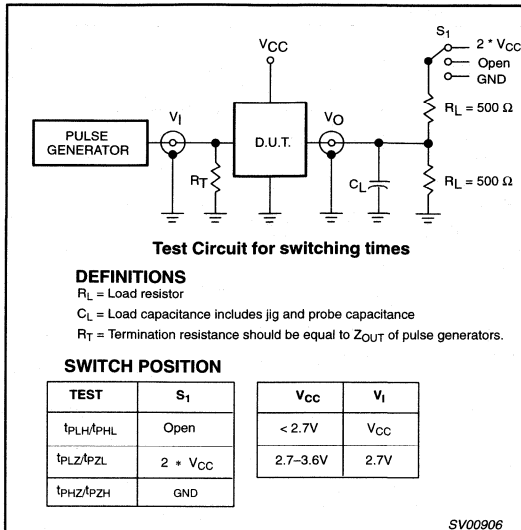 S1
2 * VCC
Open
GND
VCC
RL = 500 Ω
VI
VO
PULSE
GENERATOR
D.U.T.
RT
CL
RL = 500 Ω
Test Circuit for switching times
DEFINITIONS
RL = Load resistor
CL = Load capacitance includes jig and probe capacitance
RT = Termination resistance should be equal to ZOUT of pulse generators.
SWITCH POSITION
TEST S1
tPLH/tPHL Open
tPLZ/tPZL 2 * VCC
tPHZ/tPZH GND
VCC VI
< 2.7V VCC
2.7–3.6V 2.7V
SV00906